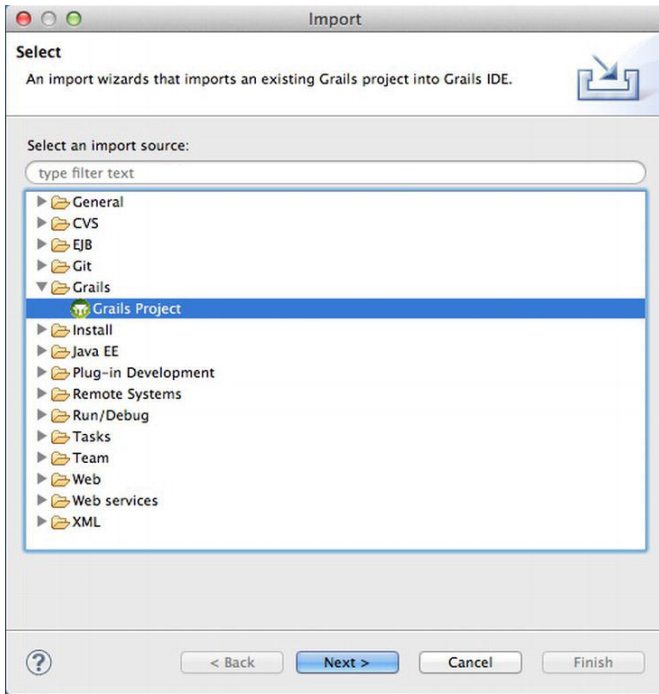 Import
Select
An import wizards that imports an existing Grails project into Grails IDE.
Select an import source:
type filter text
General
CVS
EJB
Git
Grails
Grails Project
Install
Java EE
Plug-in Development
Remote Systems
Run/Debug
Tasks
Team
Web
Web services
XML
?
< Back Next > Cancel Finish